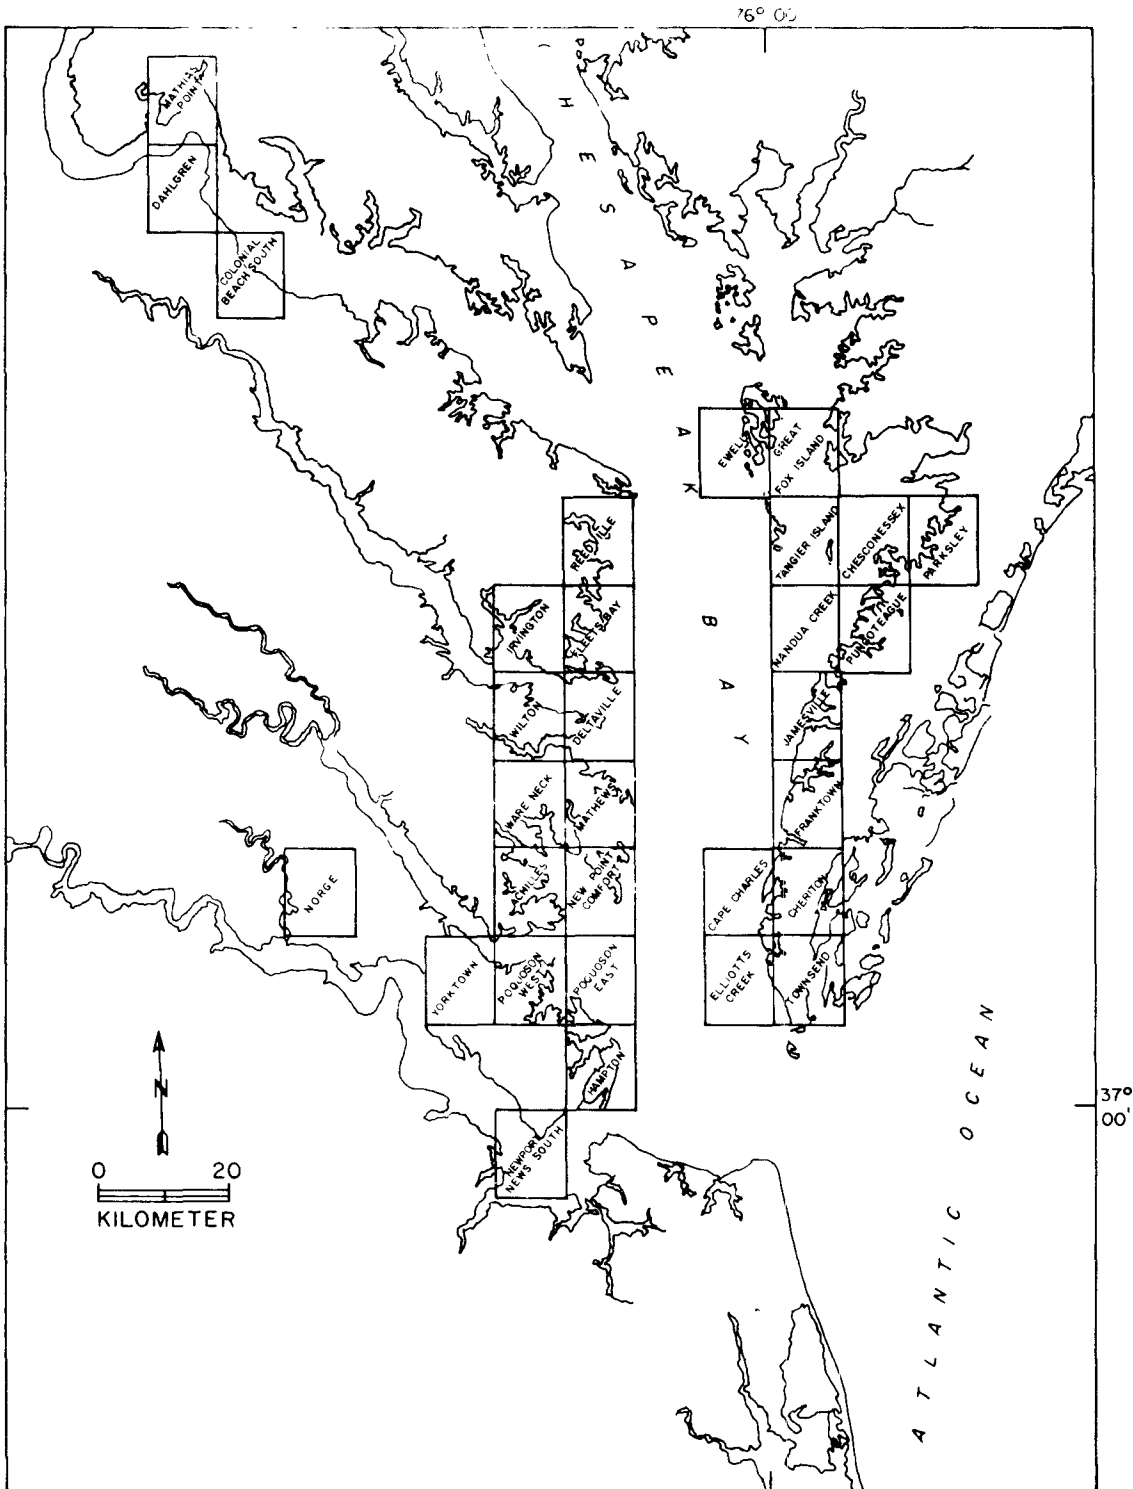 76° 00
MATHIAS
POINT
DAHLGREN
COLONIAL
BEACH SOUTH
HESAPEAK
BAY
EWELL
GREAT
FOX ISLAND
REEDVILLE
TANGIER ISLAND
CHESCONESSEX
PARKSLEY
IRVINGTON
FLEETS BAY
NANDUA CREEK
PUNGOTEAGUE
WILTON
DELTAVILLE
JAMESVILLE
WARE NECK
MATHEWS
FRANKTOWN
NORGE
ACHILLES
NEW POINT
COMFORT
CAPE CHARLES
CHERITON
YORKTOWN
POQUOSON
WEST
POQUOSON
EAST
ELLIOTTS
CREEK
TOWNSEND
HAMPTON
NEWPORT
NEWS SOUTH
N
0 20
KILOMETER
37°
00'
ATLANTIC OCEAN